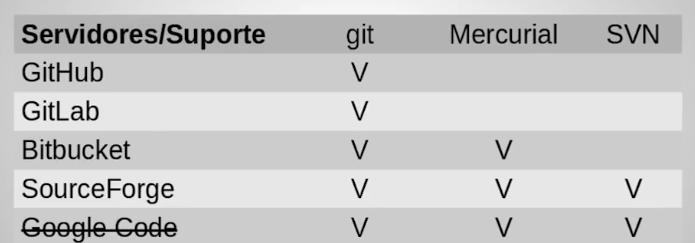 Servidores/Suporte git Mercurial SVN
GitHub V
GitLab V
Bitbucket V V
SourceForge V V V
Google Code V V V